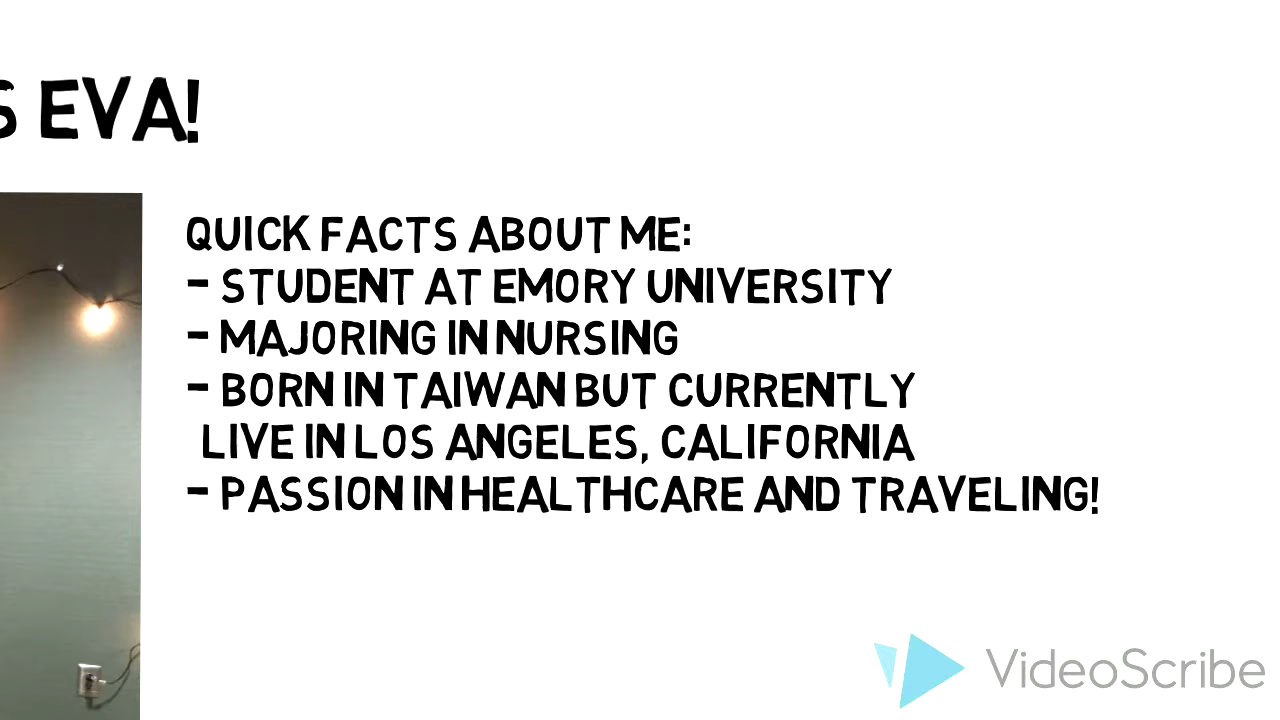 S EVA!
QUICK FACTS ABOUT ME:
- STUDENT AT EMORY UNIVERSITY
- MAJORING IN NURSING
- BORN IN TAIWAN BUT CURRENTLY
LIVE IN LOS ANGELES, CALIFORNIA
- PASSION IN HEALTHCARE AND TRAVELING!
VideoScribe